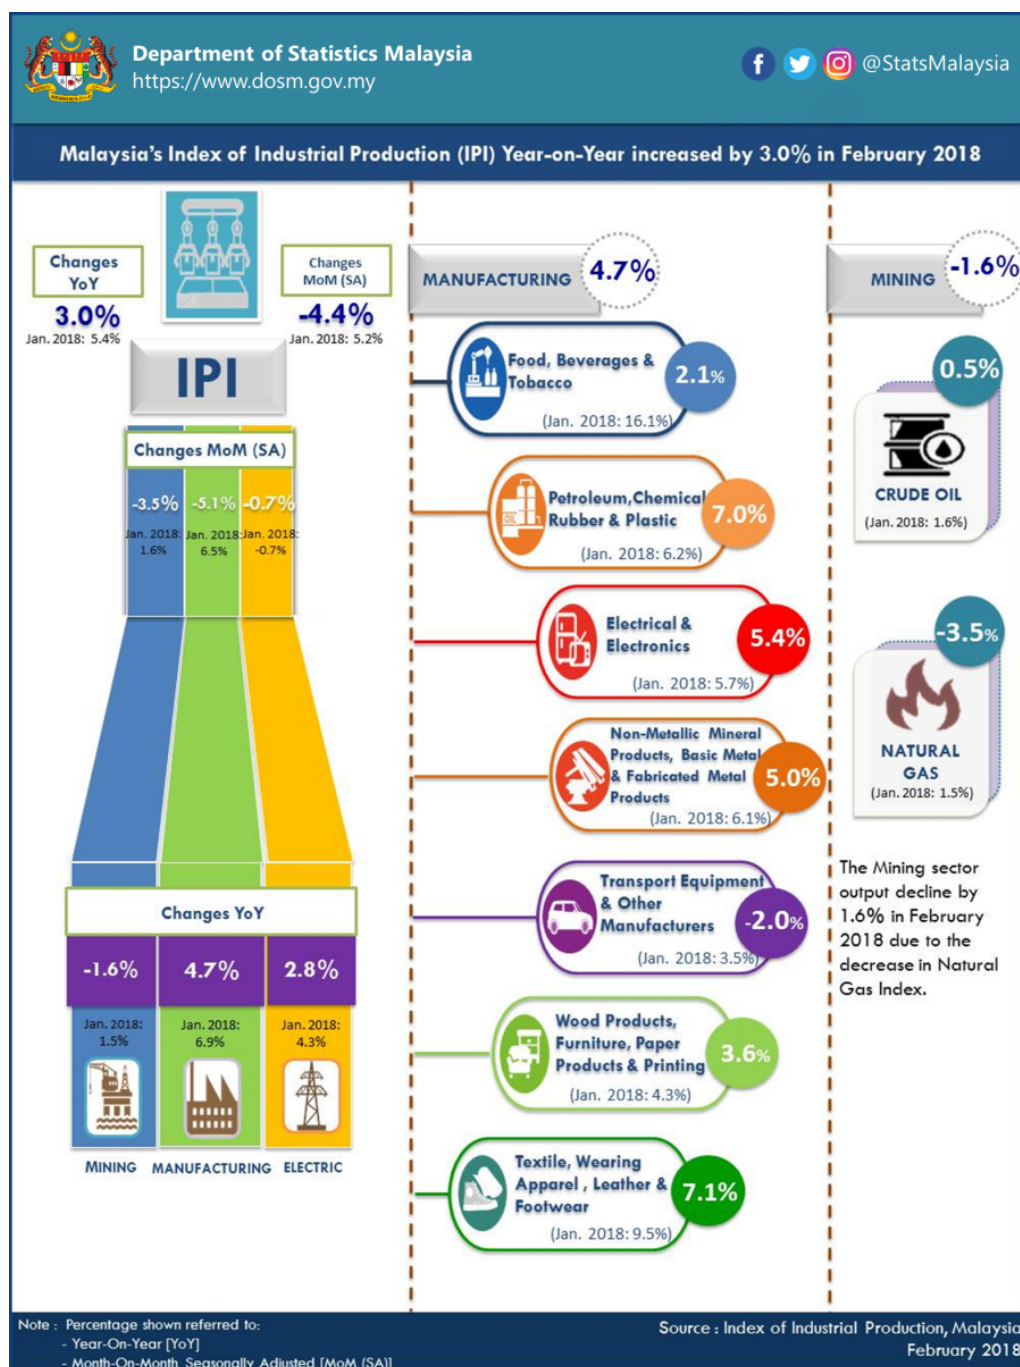 Department of Statistics Malaysia
https://www.dosm.gov.my
@StatsMalaysia
Malaysia's Index of Industrial Production (IPI) Year-on-Year increased by 3.0% in February 2018
Changes
YoY
3.0%
Jan. 2018: 5.4%
Changes
MoM (SA)
-4.4%
Jan. 2018: 5.2%
IPI
Changes MoM (SA)
-3.5% -5.1% -0.7%
Jan. 2018: Jan. 2018: Jan. 2018:
1.6% 6.5% -0.7%
Changes YoY
-1.6% 4.7% 2.8%
Jan. 2018: Jan. 2018: Jan. 2018:
1.5% 6.9% 4.3%
MINING MANUFACTURING ELECTRIC
MANUFACTURING 4.7%
Food, Beverages &
Tobacco
2.1%
(Jan. 2018: 16.1%)
Petroleum,Chemical
Rubber & Plastic
7.0%
OIL
(Jan. 2018: 6.2%)
Electrical &
Electronics
5.4%
(Jan. 2018: 5.7%)
Non-Metallic Mineral
Products, Basic Metal
& Fabricated Metal
Products
5.0%
(Jan. 2018: 6.1%)
Transport Equipment
& Other
Manufacturers
-2.0%
(Jan. 2018: 3.5%)
Wood Products,
Furniture, Paper
Products & Printing
3.6%
(Jan. 2018: 4.3%)
Textile, Wearing
Apparel , Leather &
Footwear
7.1%
(Jan. 2018: 9.5%)
MINING -1.6%
0.5%
CRUDE OIL
(Jan. 2018: 1.6%)
-3.5%
NATURAL
GAS
(Jan. 2018: 1.5%)
The Mining sector
output decline by
1.6% in February
2018 due to the
decrease in Natural
Gas Index.
Note : Percentage shown referred to:
- Year-On-Year [YoY]
- Month-On-Month Seasonally Adjusted [MoM (SA)]
Source : Index of Industrial Production, Malaysia
February 2018